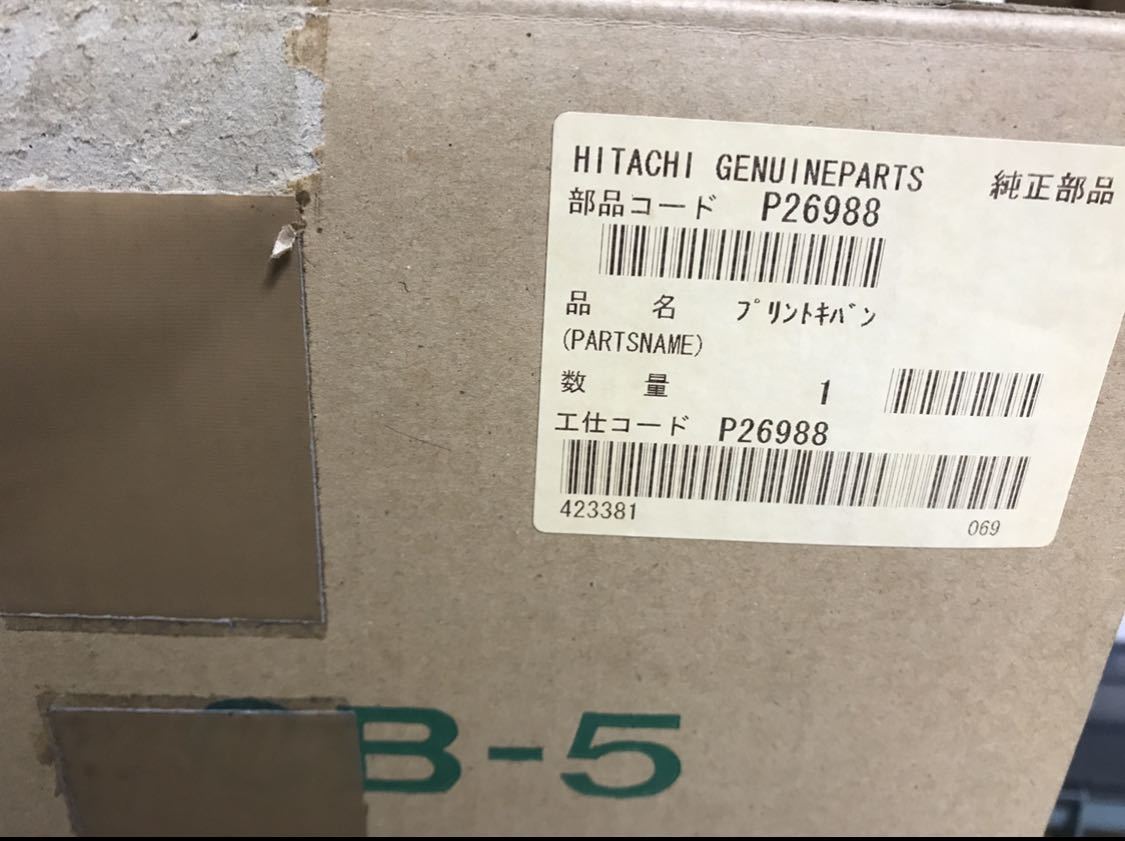 HITACHI GENUINEPARTS 純正部品
部品コード P26988
品 名 プリントキバン
(PARTSNAME)
数 量 1
工仕コード P26988
423381 069
B-5